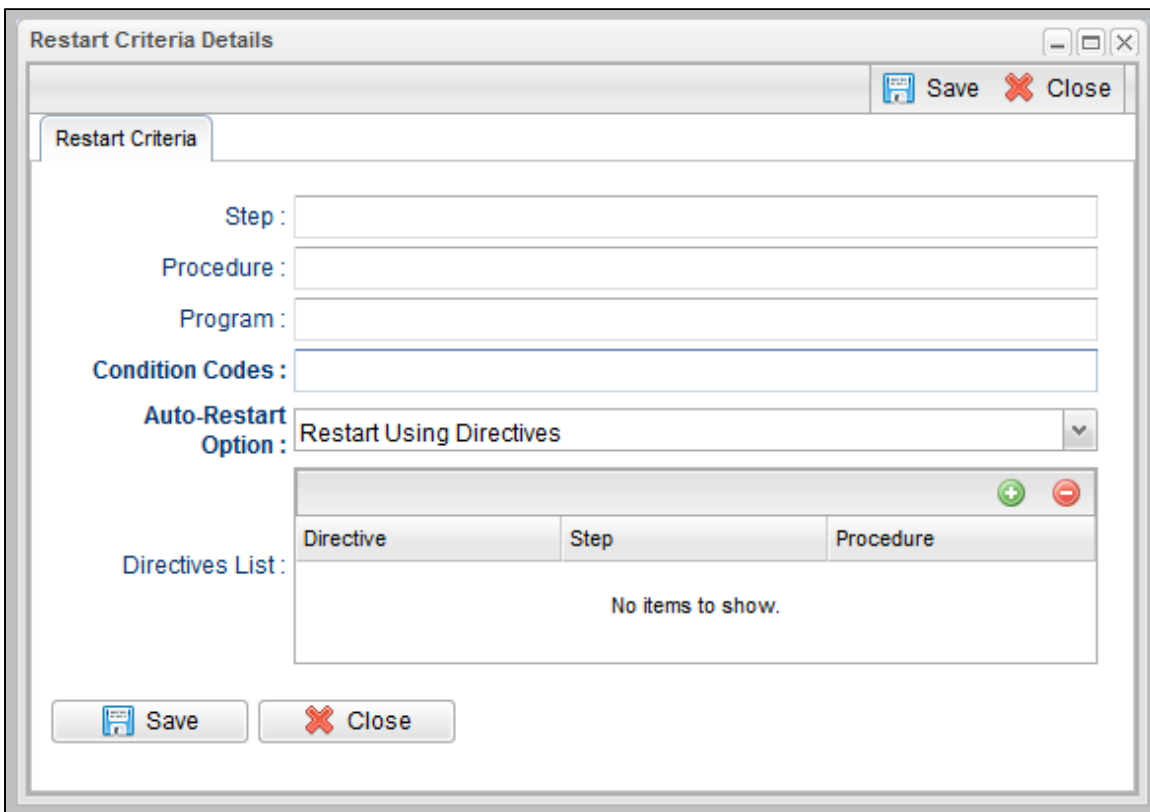 Restart Criteria Details
Save Close
Restart Criteria
Step :
Procedure :
Program :
Condition Codes :
Auto-Restart
Option : Restart Using Directives
Directive Step Procedure
Directives List :
No items to show.
Save Close